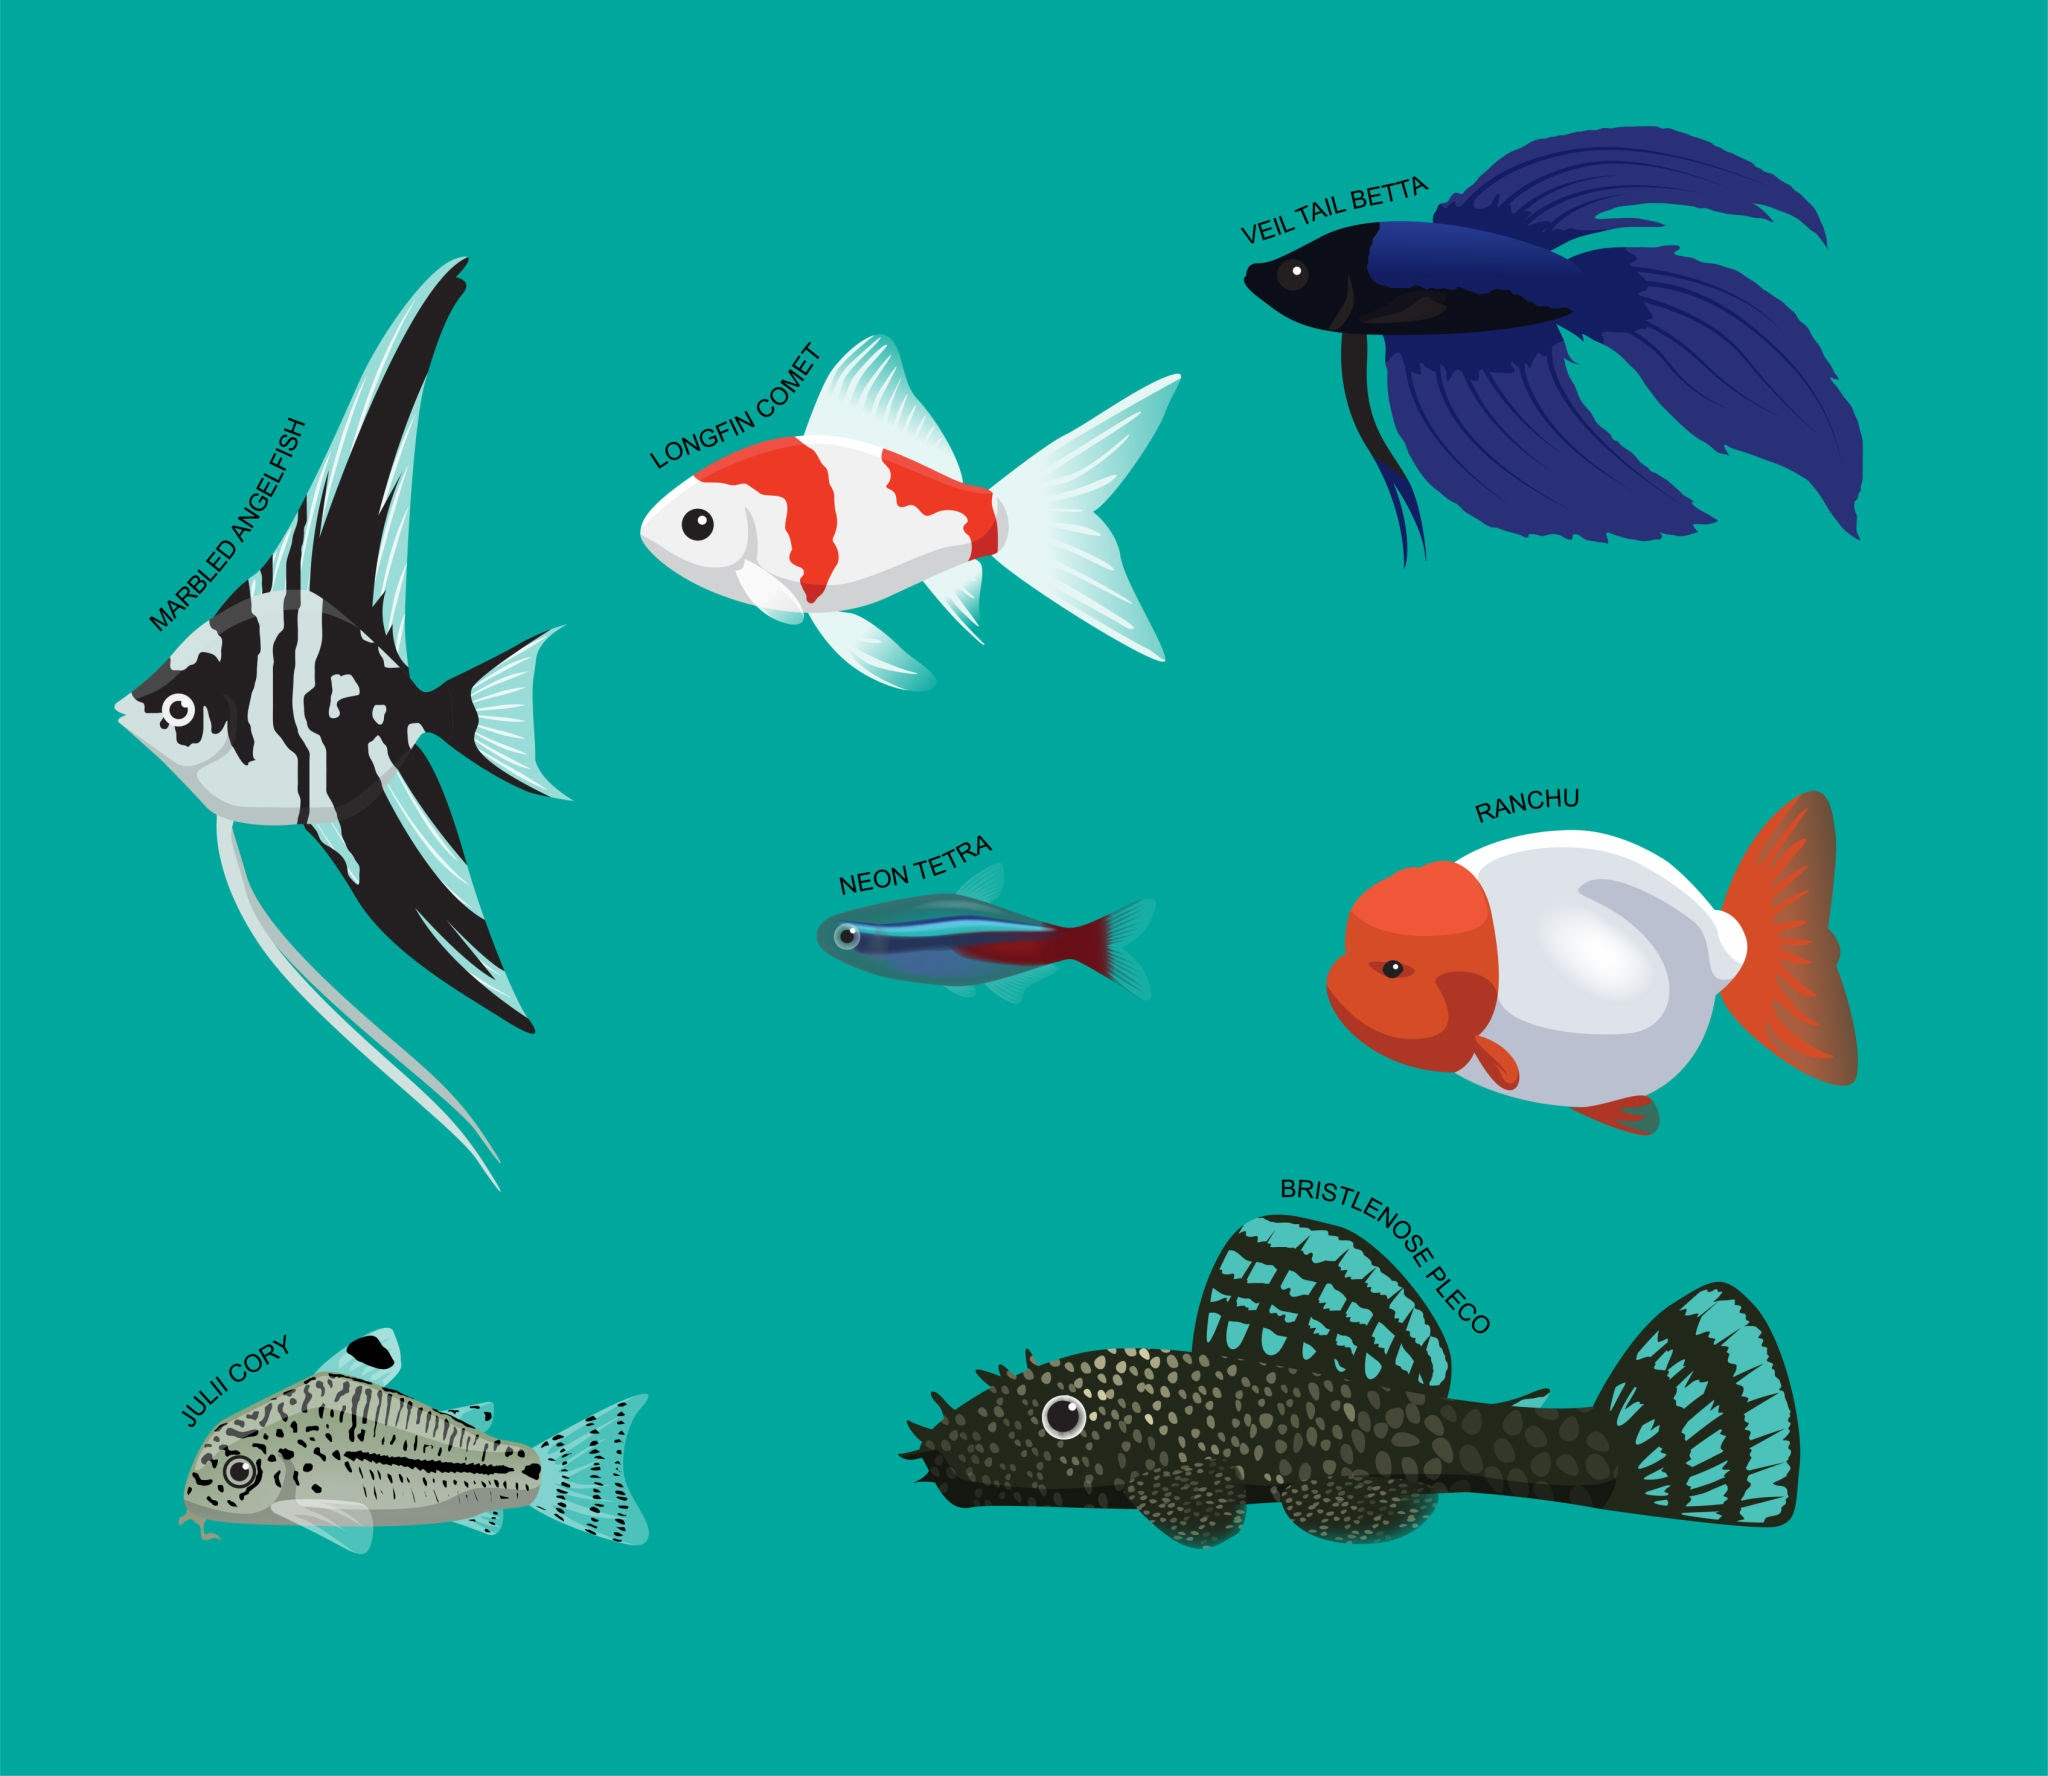 VEIL TAIL BETTA
LONGFIN COMET
MARBLED ANGELFISH
RANCHU
NEON TETRA
BRISTLENOSE PLECO
JULII CORY